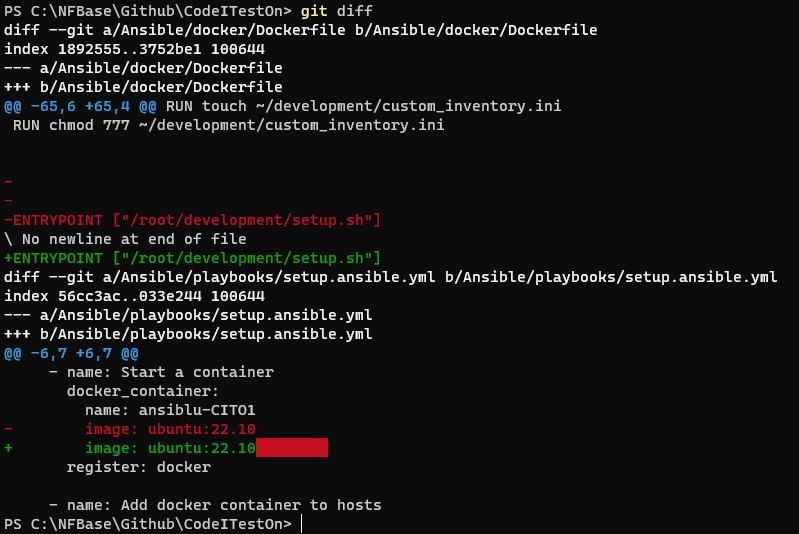 PS C:\NFBase\Github\CodeITestOn> git diff
diff --git a/Ansible/docker/Dockerfile b/Ansible/docker/Dockerfile
index 1892555..3752be1 100644
--- a/Ansible/docker/Dockerfile
+++ b/Ansible/docker/Dockerfile
@@ -65,6 +65,4 @@ RUN touch ~/development/custom_inventory.ini
 RUN chmod 777 ~/development/custom_inventory.ini
-
-
-ENTRYPOINT ["/root/development/setup.sh"]
\ No newline at end of file
+ENTRYPOINT ["/root/development/setup.sh"]
diff --git a/Ansible/playbooks/setup.ansible.yml b/Ansible/playbooks/setup.ansible.yml
index 56cc3ac..033e244 100644
--- a/Ansible/playbooks/setup.ansible.yml
+++ b/Ansible/playbooks/setup.ansible.yml
@@ -6,7 +6,7 @@
     - name: Start a container
       docker_container:
         name: ansiblu-CITO1
-        image: ubuntu:22.10
+        image: ubuntu:22.10
       register: docker
     - name: Add docker container to hosts
PS C:\NFBase\Github\CodeITestOn>